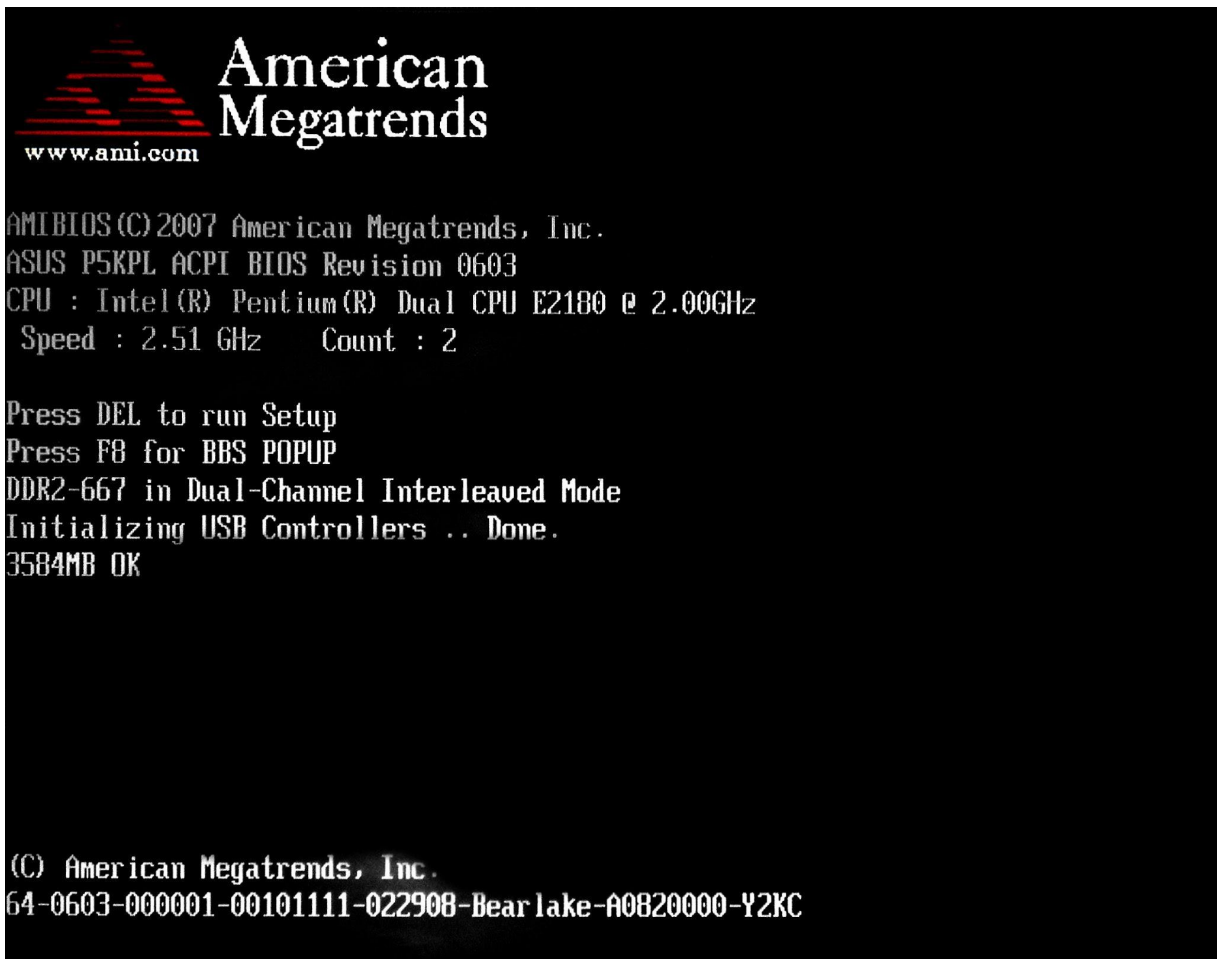 American
Megatrends
www.ami.com
AMIBIOS(C)2007 American Megatrends, Inc.
ASUS P5KPL ACPI BIOS Revision 0603
CPU : Intel(R) Pentium(R) Dual CPU E2180 @ 2.00GHz
Speed : 2.51 GHz Count : 2
Press DEL to run Setup
Press F8 for BBS POPUP
DDR2-667 in Dual-Channel Interleaved Mode
Initializing USB Controllers .. Done.
3584MB OK
(C) American Megatrends, Inc.
64-0603-000001-00101111-022908-Bearlake-A0820000-Y2KC